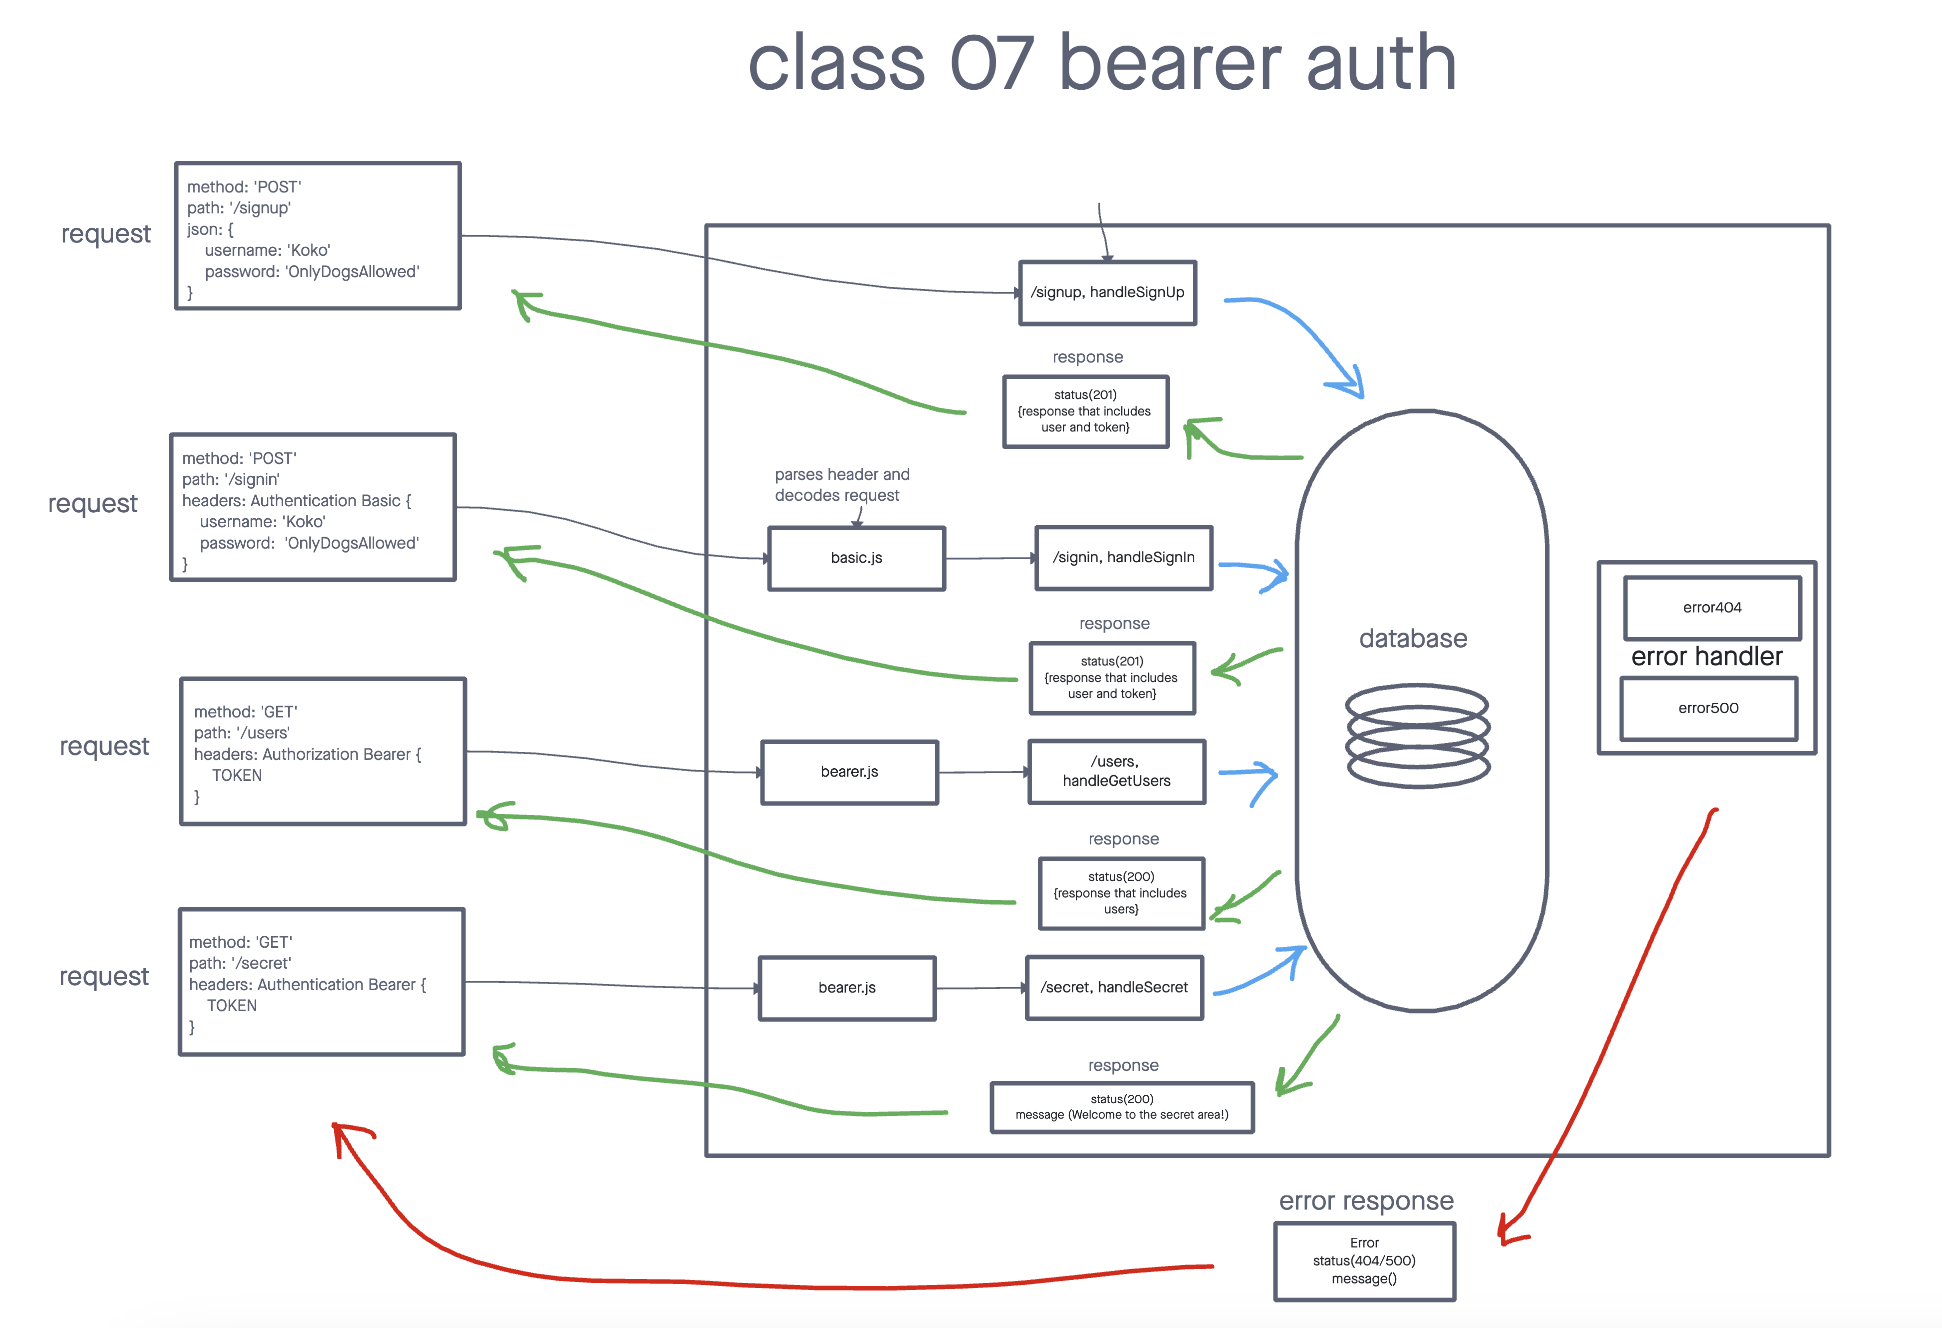 class 07 bearer auth
request
method: 'POST'
path: '/signup'
json: {
username: 'Koko'
password: 'OnlyDogsAllowed'
}
/signup, handleSignUp
response
status(201)
{response that includes
user and token}
request
method: 'POST'
path: '/signin'
headers: Authentication Basic {
username: 'Koko'
password:  'OnlyDogsAllowed'
}
parses header and
decodes request
basic.js
/signin, handleSignIn
response
status(201)
{response that includes
user and token}
database
error404
error handler
error500
request
method: 'GET'
path: '/users'
headers: Authorization Bearer {
TOKEN
}
bearer.js
/users,
handleGetUsers
response
status(200)
{response that includes
users}
request
method: 'GET'
path: '/secret'
headers: Authentication Bearer {
TOKEN
}
bearer.js
/secret, handleSecret
response
status(200)
message (Welcome to the secret area!)
error response
Error
status(404/500)
message()